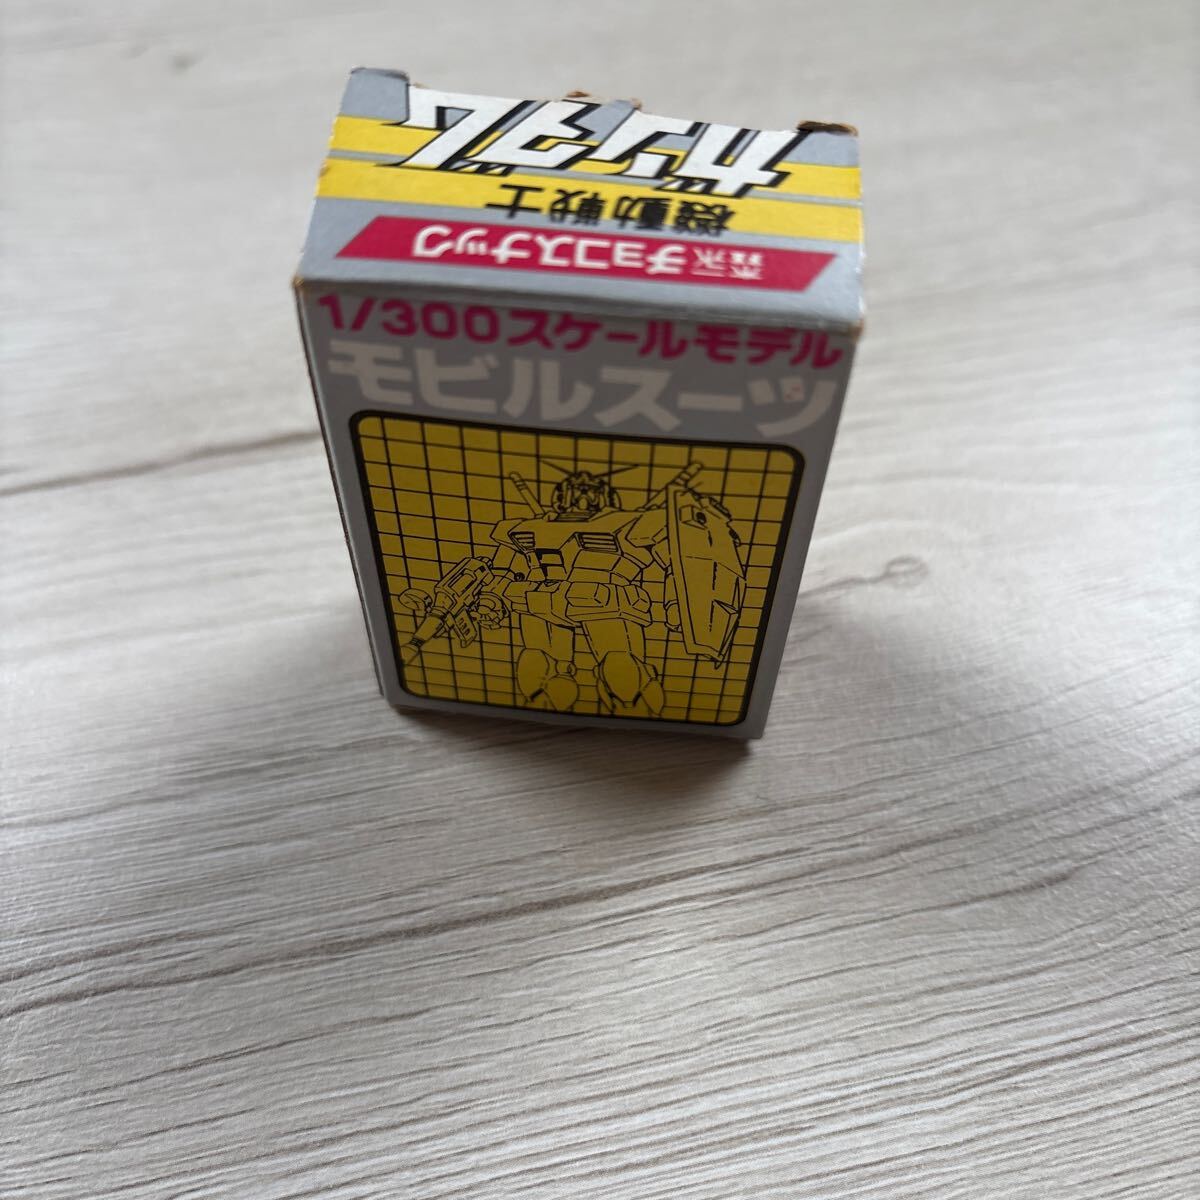 機動戦士
ガンダム
森永チョコスナック
1/300スケールモデル
モビルスーツ